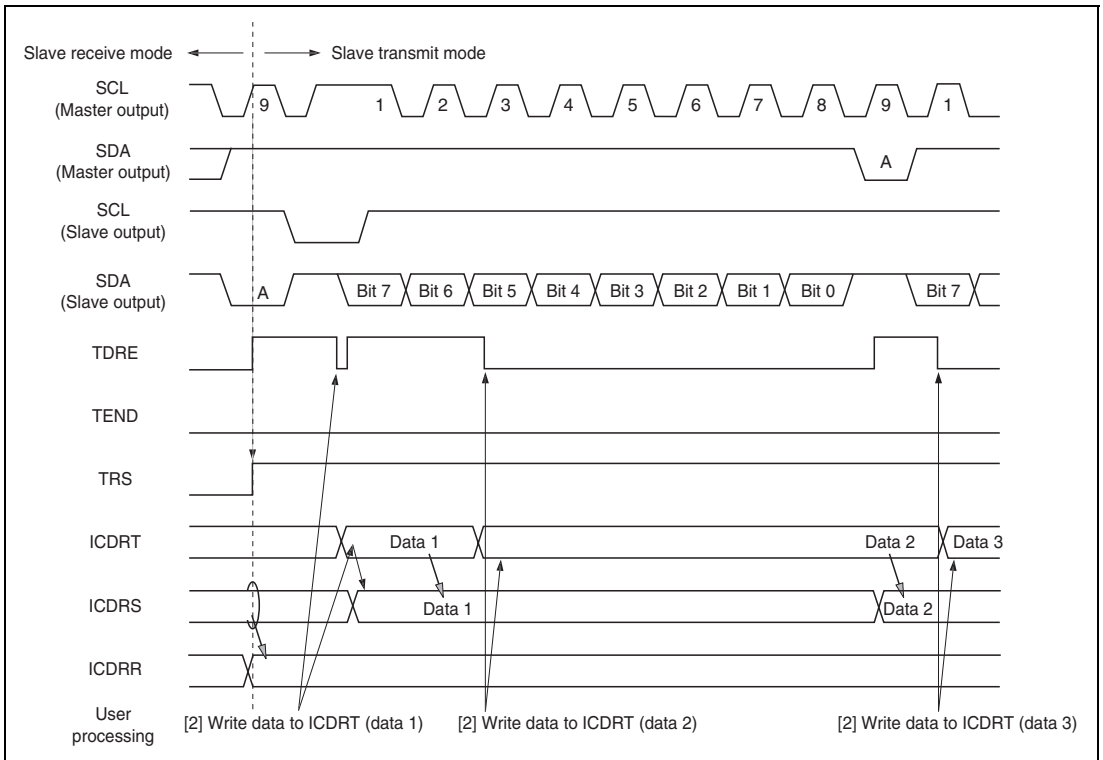 Slave receive mode
Slave transmit mode
SCL
(Master output)
9 1 2 3 4 5 6 7 8 9 1
SDA
(Master output)
A
SCL
(Slave output)
SDA
(Slave output)
A Bit 7 Bit 6 Bit 5 Bit 4 Bit 3 Bit 2 Bit 1 Bit 0 Bit 7
TDRE
TEND
TRS
ICDRT
Data 1 Data 2 Data 3
ICDRS
Data 1 Data 2
ICDRR
User
processing
[2] Write data to ICDRT (data 1) [2] Write data to ICDRT (data 2) [2] Write data to ICDRT (data 3)